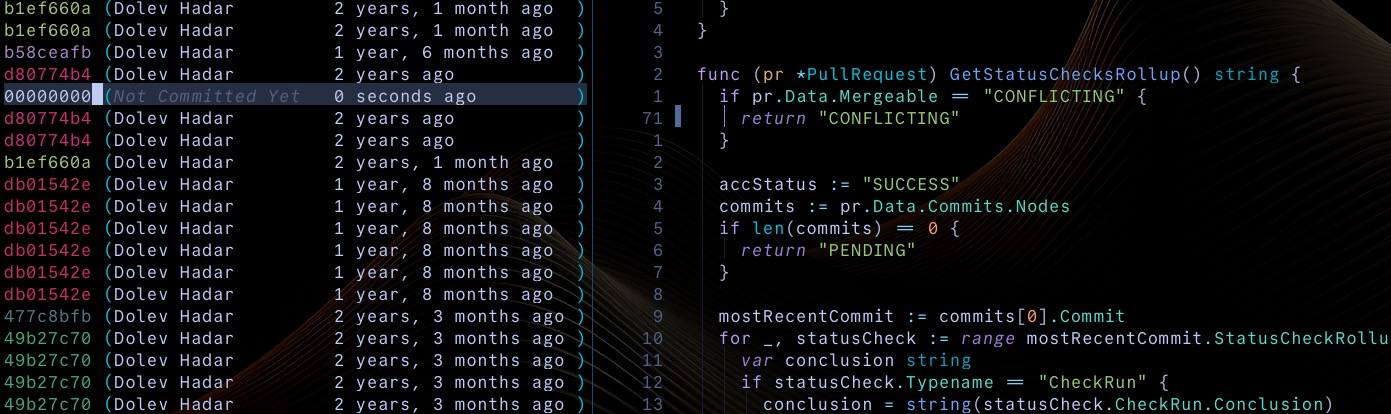 b1ef660a (Dolev Hadar 2 years, 1 month ago ) 5 }
b1ef660a (Dolev Hadar 2 years, 1 month ago ) 4 }
b58ceafb (Dolev Hadar 1 year, 6 months ago ) 3
d80774b4 (Dolev Hadar 2 years ago ) 2 func (pr *PullRequest) GetStatusChecksRollup() string {
00000000 (Not Committed Yet 0 seconds ago ) 1 if pr.Data.Mergeable == "CONFLICTING" {
d80774b4 (Dolev Hadar 2 years ago ) 71 return "CONFLICTING"
d80774b4 (Dolev Hadar 2 years ago ) 1 }
b1ef660a (Dolev Hadar 2 years, 1 month ago ) 2
db01542e (Dolev Hadar 1 year, 8 months ago ) 3 accStatus := "SUCCESS"
db01542e (Dolev Hadar 1 year, 8 months ago ) 4 commits := pr.Data.Commits.Nodes
db01542e (Dolev Hadar 1 year, 8 months ago ) 5 if len(commits) == 0 {
db01542e (Dolev Hadar 1 year, 8 months ago ) 6 return "PENDING"
db01542e (Dolev Hadar 1 year, 8 months ago ) 7 }
db01542e (Dolev Hadar 1 year, 8 months ago ) 8
477c8bfb (Dolev Hadar 2 years, 3 months ago ) 9 mostRecentCommit := commits[0].Commit
49b27c70 (Dolev Hadar 2 years, 3 months ago ) 10 for _, statusCheck := range mostRecentCommit.StatusCheckRollu
49b27c70 (Dolev Hadar 2 years, 3 months ago ) 11 var conclusion string
49b27c70 (Dolev Hadar 2 years, 3 months ago ) 12 if statusCheck.Typename == "CheckRun" {
49b27c70 (Dolev Hadar 2 years, 3 months ago ) 13 conclusion = string(statusCheck.CheckRun.Conclusion)